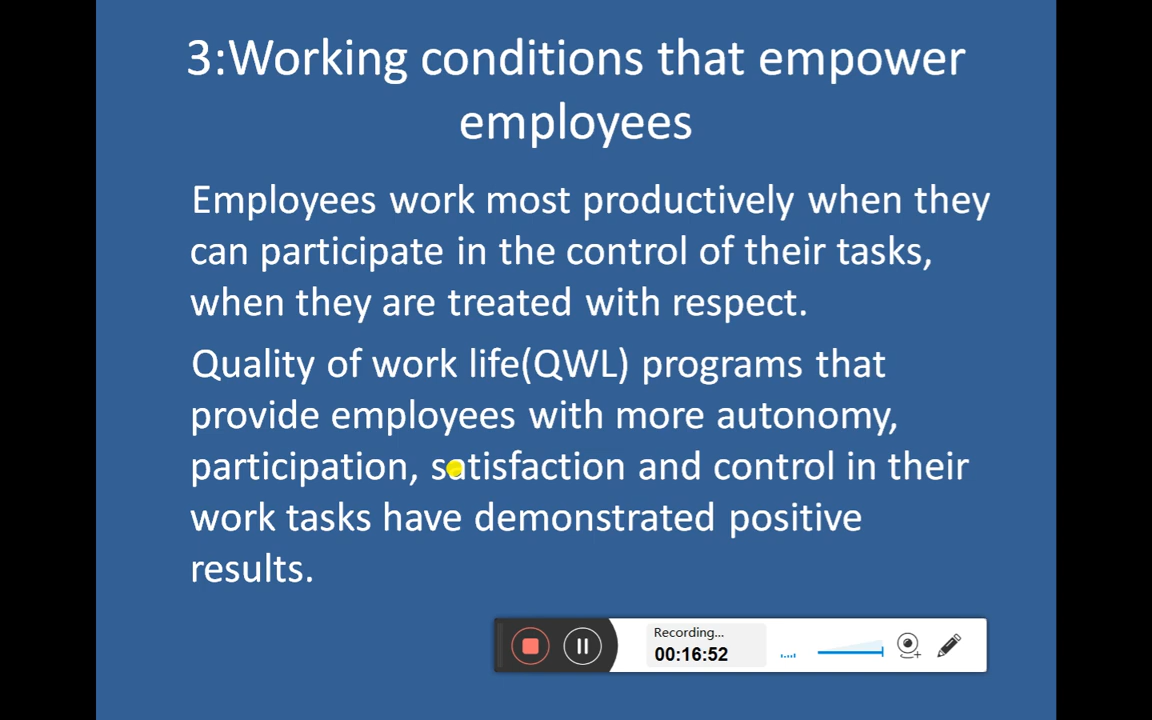 3:Working conditions that empower
employees
Employees work most productively when they
can participate in the control of their tasks,
when they are treated with respect.
Quality of work life(QWL) programs that
provide employees with more autonomy,
participation, satisfaction and control in their
work tasks have demonstrated positive
results.
Recording...
00:16:52